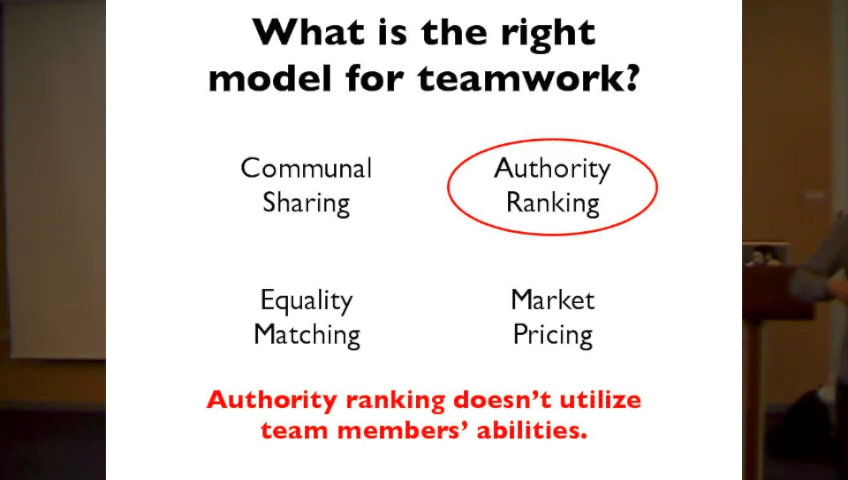 What is the right
model for teamwork?
Communal
Sharing
Authority
Ranking
Equality
Matching
Market
Pricing
Authority ranking doesn't utilize
team members' abilities.